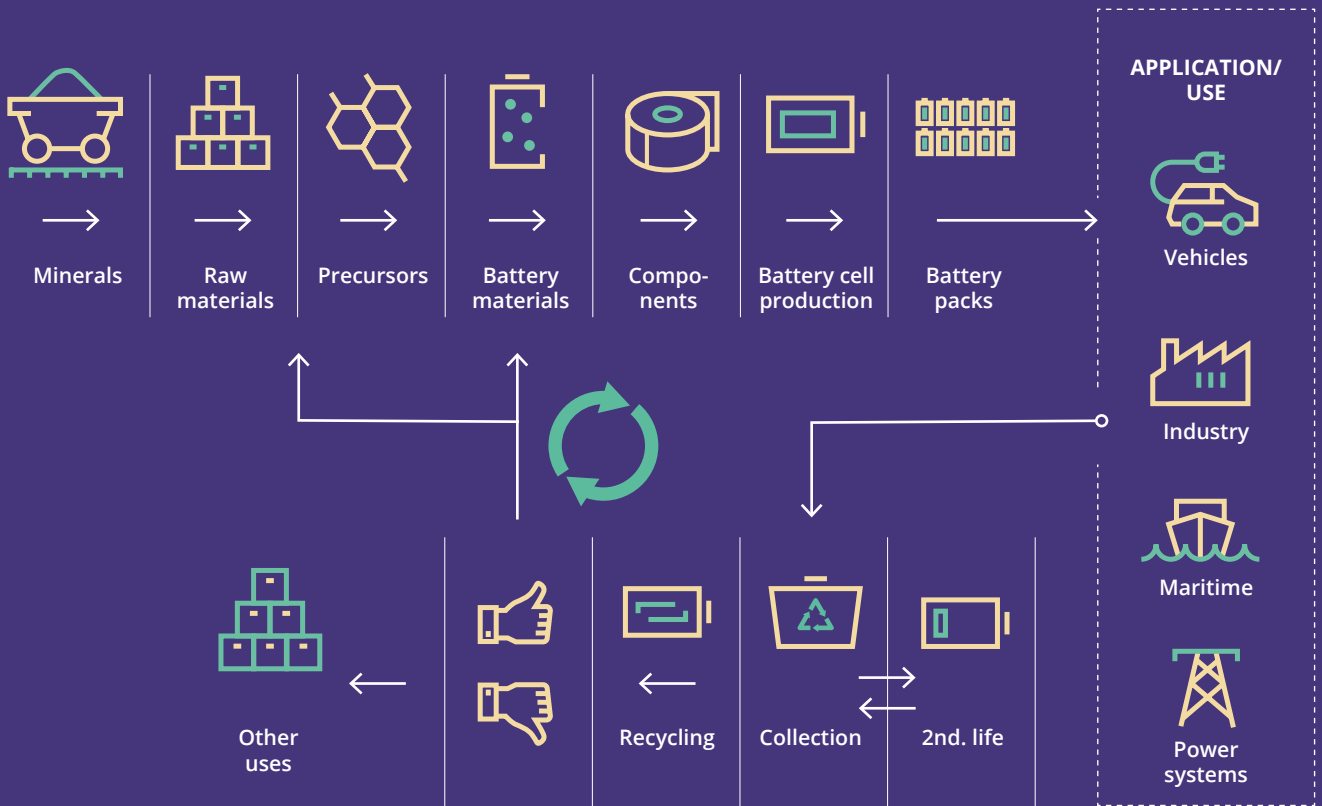 APPLICATION/
USE
Minerals
Raw
materials
Precursors
Battery
materials
Compo-
nents
Battery cell
production
Battery
packs
Vehicles
Industry
Maritime
Power
systems
Other
uses
Recycling
Collection
2nd. life